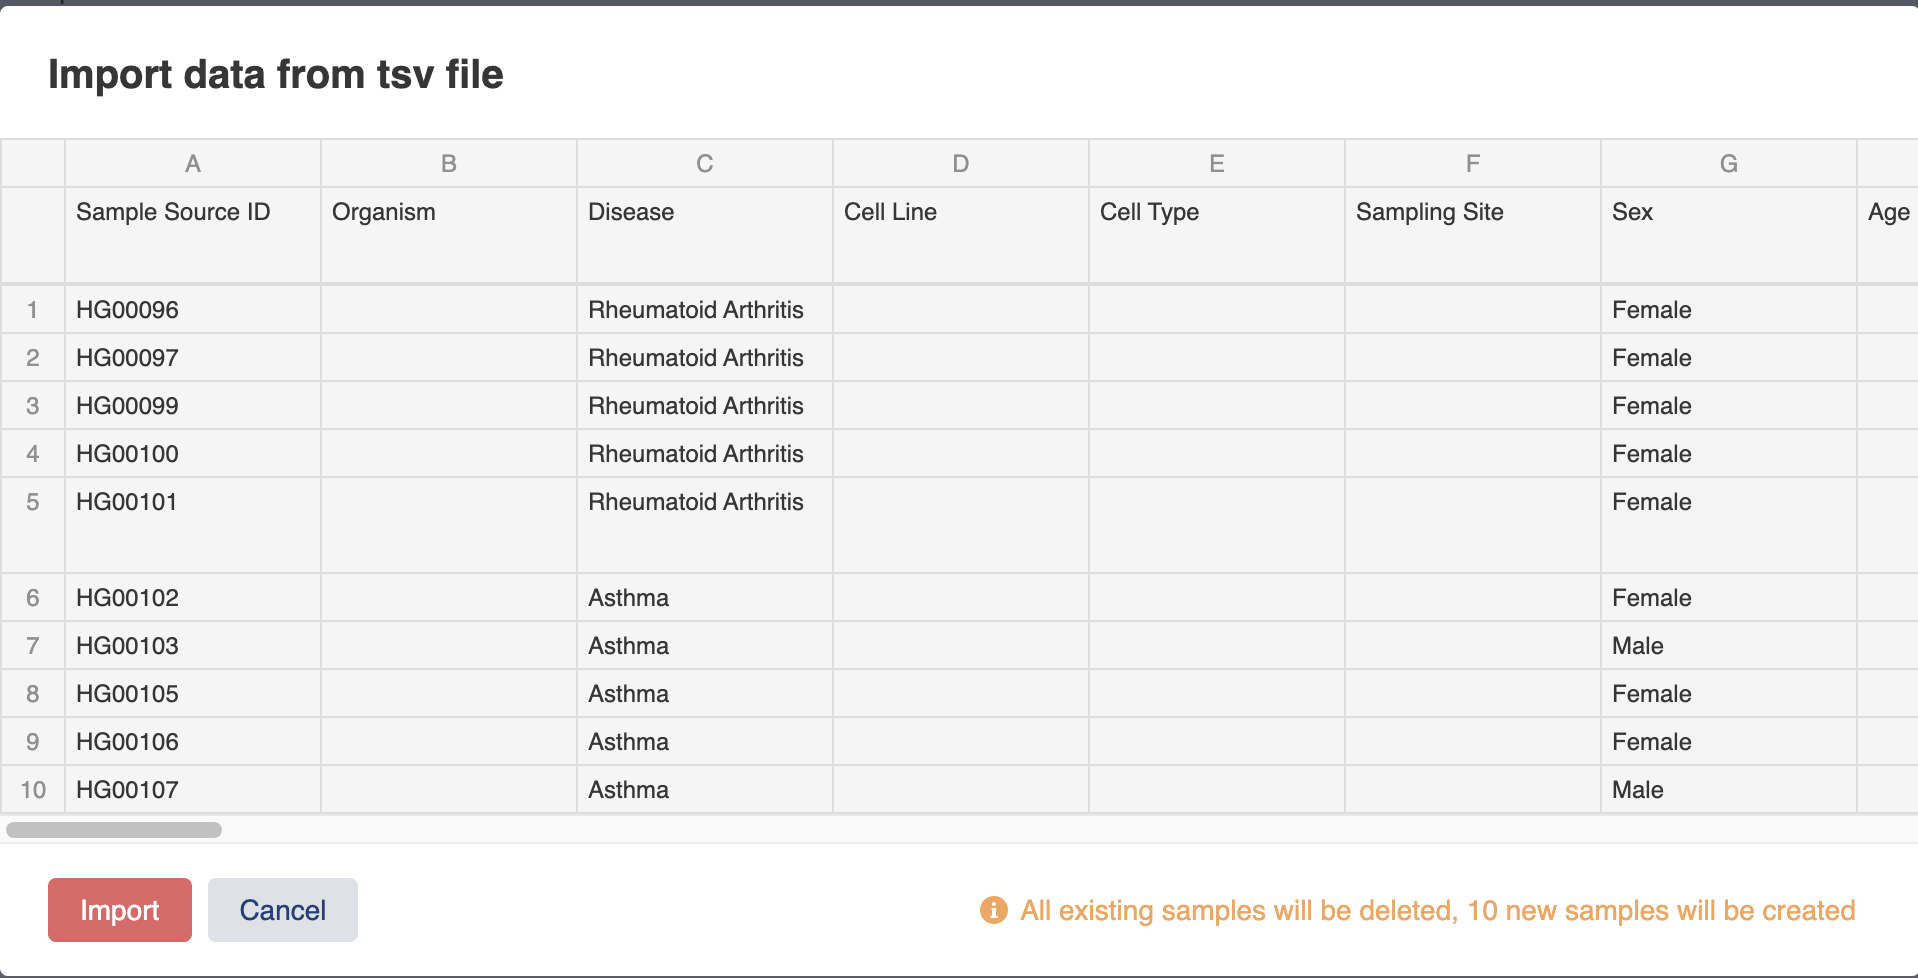 Import data from tsv file
A B C D E F G
Sample Source ID Organism Disease Cell Line Cell Type Sampling Site Sex Age
1 HG00096 Rheumatoid Arthritis Female
2 HG00097 Rheumatoid Arthritis Female
3 HG00099 Rheumatoid Arthritis Female
4 HG00100 Rheumatoid Arthritis Female
5 HG00101 Rheumatoid Arthritis Female
6 HG00102 Asthma Female
7 HG00103 Asthma Male
8 HG00105 Asthma Female
9 HG00106 Asthma Female
10 HG00107 Asthma Male
Import Cancel All existing samples will be deleted, 10 new samples will be created